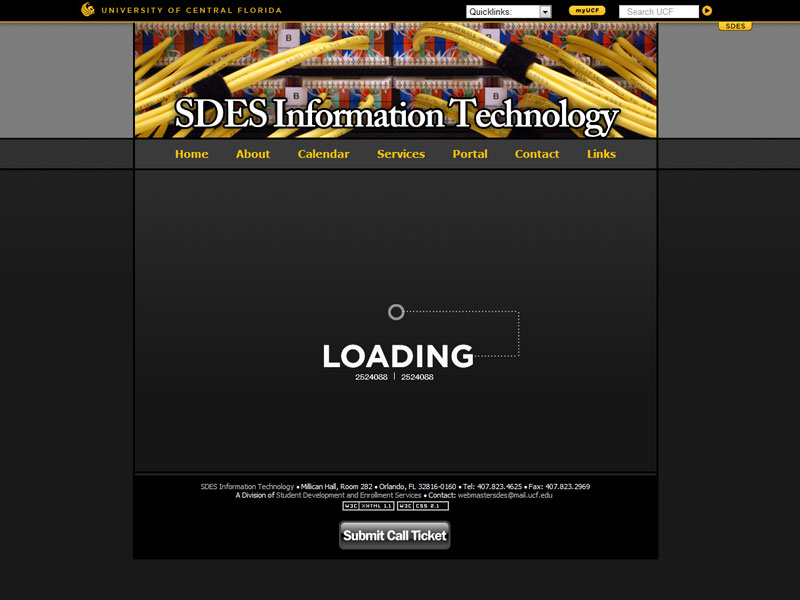 UNIVERSITY OF CENTRAL FLORIDA Quicklinks: myUCF Search UCF
SDES
B
B B
SDES Information Technology
Home About Calendar Services Portal Contact Links
LOADING
2524088 | 2524088
SDES Information Technology • Millican Hall, Room 282 • Orlando, FL 32816-0160 • Tel: 407.823.4625 • Fax: 407.823.2969
A Division of Student Development and Enrollment Services • Contact: webmastersdes@mail.ucf.edu
W3C XHTML 1.1 W3C CSS 2.1
Submit Call Ticket